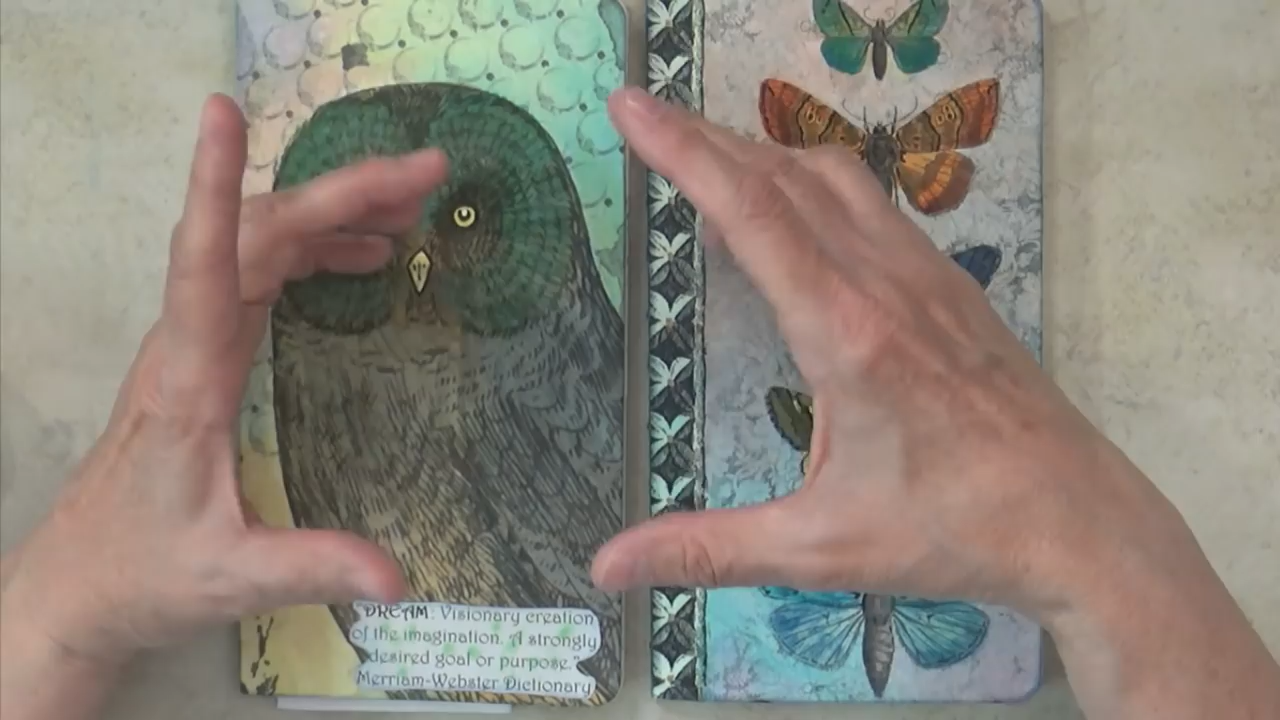 DREAM: Visionary creation
of the imagination. A strongly
desired goal or purpose."
Merriam-Webster Dictionary